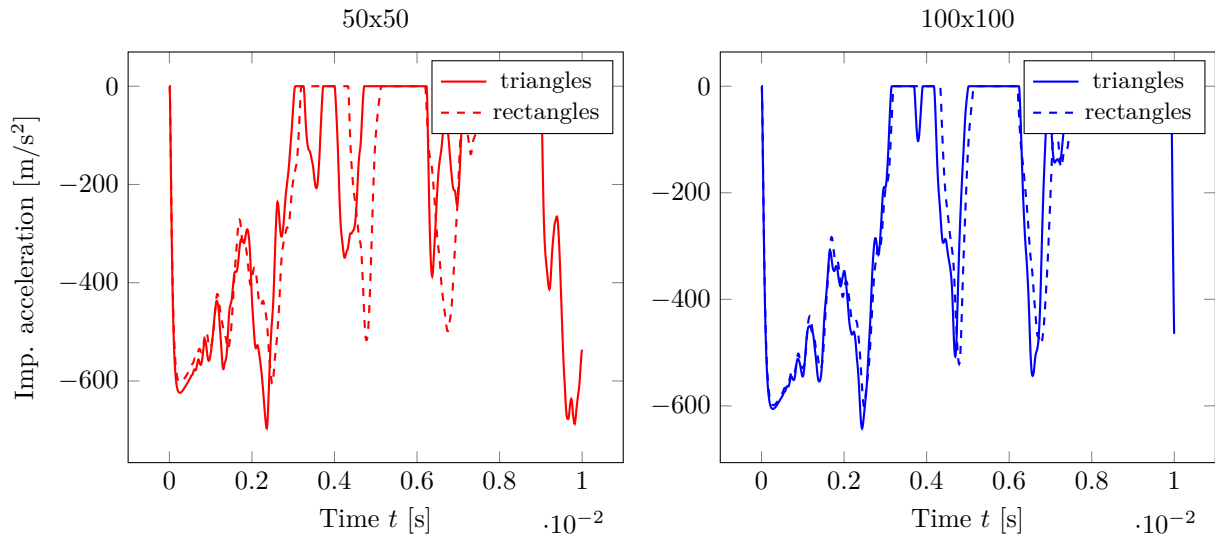 50x50
100x100
triangles
rectangles
triangles
rectangles
0
−200
−400
−600
0
−200
−400
−600
Imp. acceleration [m/s²]
0 0.2 0.4 0.6 0.8 1
0 0.2 0.4 0.6 0.8 1
Time t [s]
·10⁻²
Time t [s]
·10⁻²